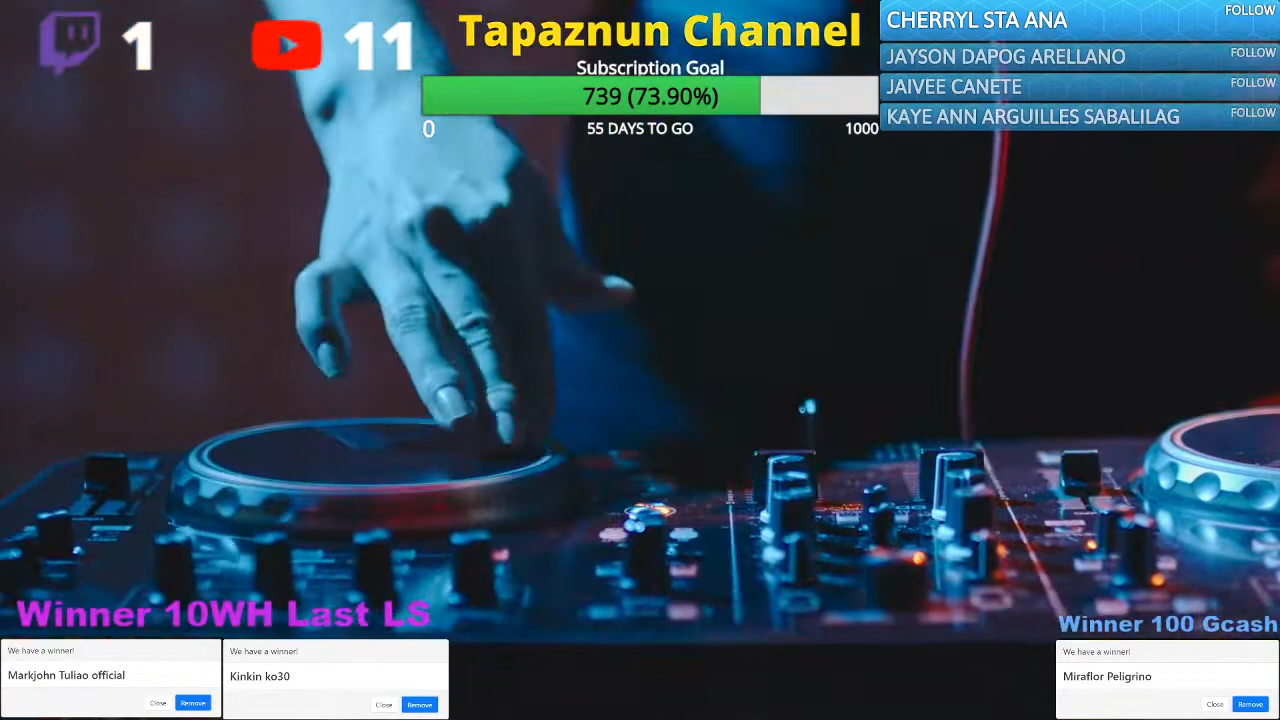 1
11
Tapaznun Channel
Subscription Goal
739 (73.90%)
0
55 DAYS TO GO
1000
CHERRYL STA ANA
FOLLOW
JAYSON DAPOG ARELLANO
FOLLOW
JAIVEE CANETE
FOLLOW
KAYE ANN ARGUILLES SABALILAG
FOLLOW
Winner 10WH Last LS
We have a winner!
Markjohn Tuliao official
Close
Remove
We have a winner!
Kinkin ko30
Close
Remove
Winner 100 Gcash
We have a winner!
Miraflor Peligrino
Close
Remove